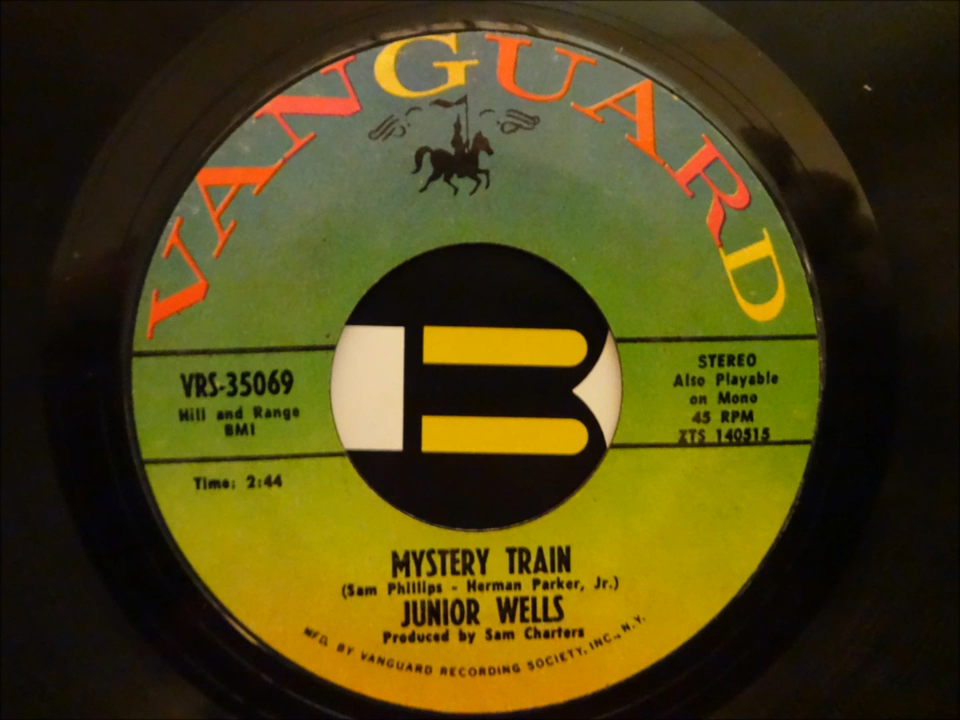 VANGUARD
VRS-35069
Hill and Range
BMI
Time: 2:44
STEREO
Also Playable
on Mono
45 RPM
ZTS 140515
MYSTERY TRAIN
(Sam Phillips - Herman Parker, Jr.)
JUNIOR WELLS
Produced by Sam Charters
MFD. BY VANGUARD RECORDING SOCIETY, INC., N.Y.